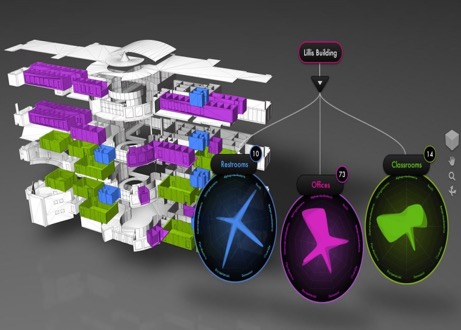 Lillis Building
10
Restrooms
73
Offices
14
Classrooms